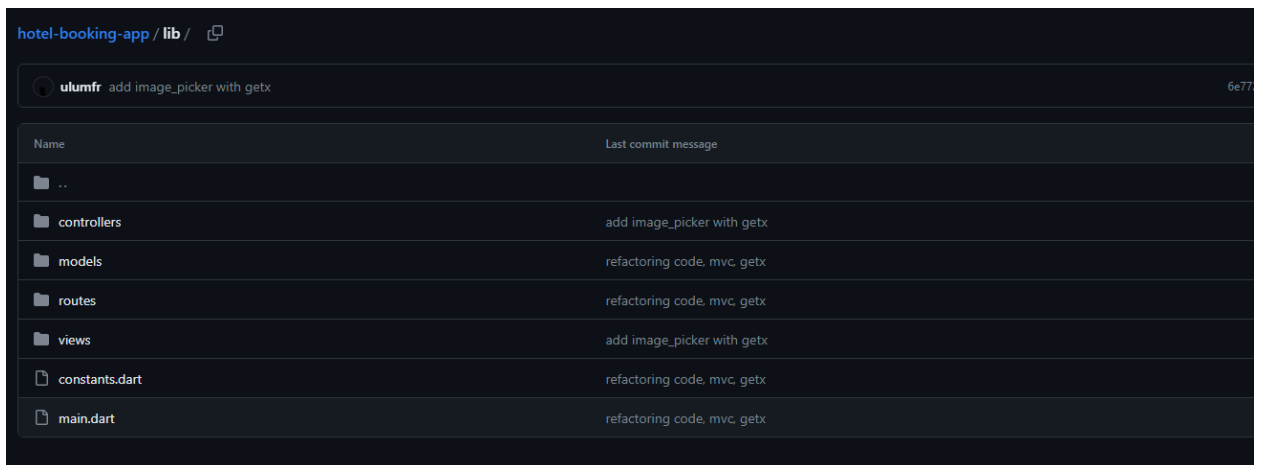 hotel-booking-app / lib /
ulumfr add image_picker with getx 6e77
Name Last commit message
..
controllers add image_picker with getx
models refactoring code, mvc, getx
routes refactoring code, mvc, getx
views add image_picker with getx
constants.dart refactoring code, mvc, getx
main.dart refactoring code, mvc, getx